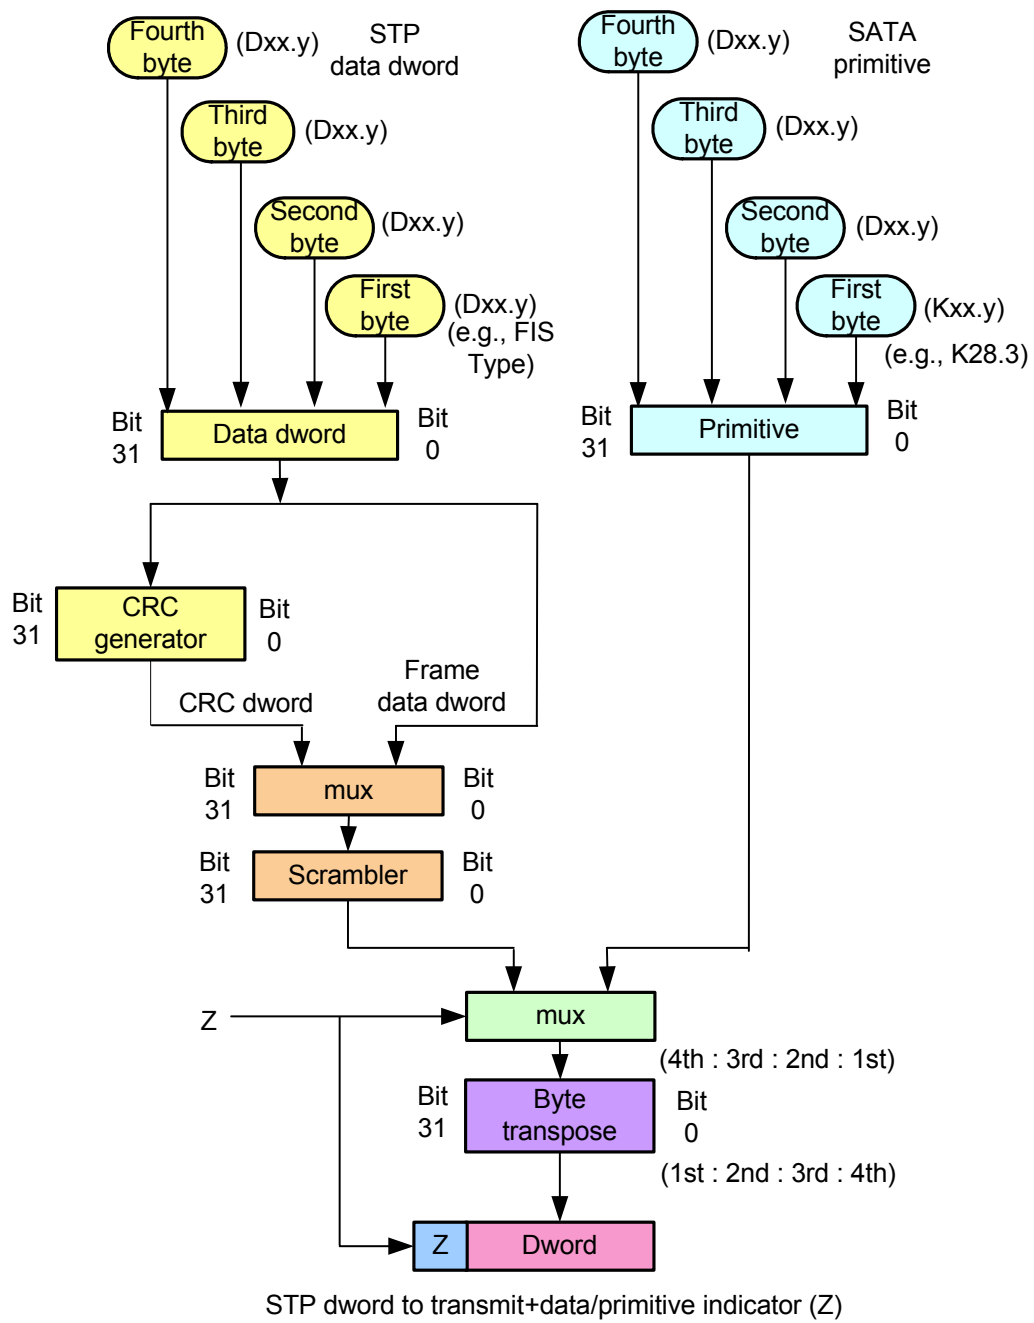 Fourth
byte
(Dxx.y)
STP
data dword
Third
byte
(Dxx.y)
Second
byte
(Dxx.y)
First
byte
(Dxx.y)
(e.g., FIS
Type)
Bit
31
Data dword
Bit
0
Fourth
byte
(Dxx.y)
SATA
primitive
Third
byte
(Dxx.y)
Second
byte
(Dxx.y)
First
byte
(Kxx.y)
(e.g., K28.3)
Bit
31
Primitive
Bit
0
Bit
31
CRC
generator
Bit
0
CRC dword
Frame
data dword
Bit
31
mux
Bit
0
Bit
31
Scrambler
Bit
0
Z
mux
(4th : 3rd : 2nd : 1st)
Bit
31
Byte
transpose
Bit
0
(1st : 2nd : 3rd : 4th)
Z
Dword
STP dword to transmit+data/primitive indicator (Z)